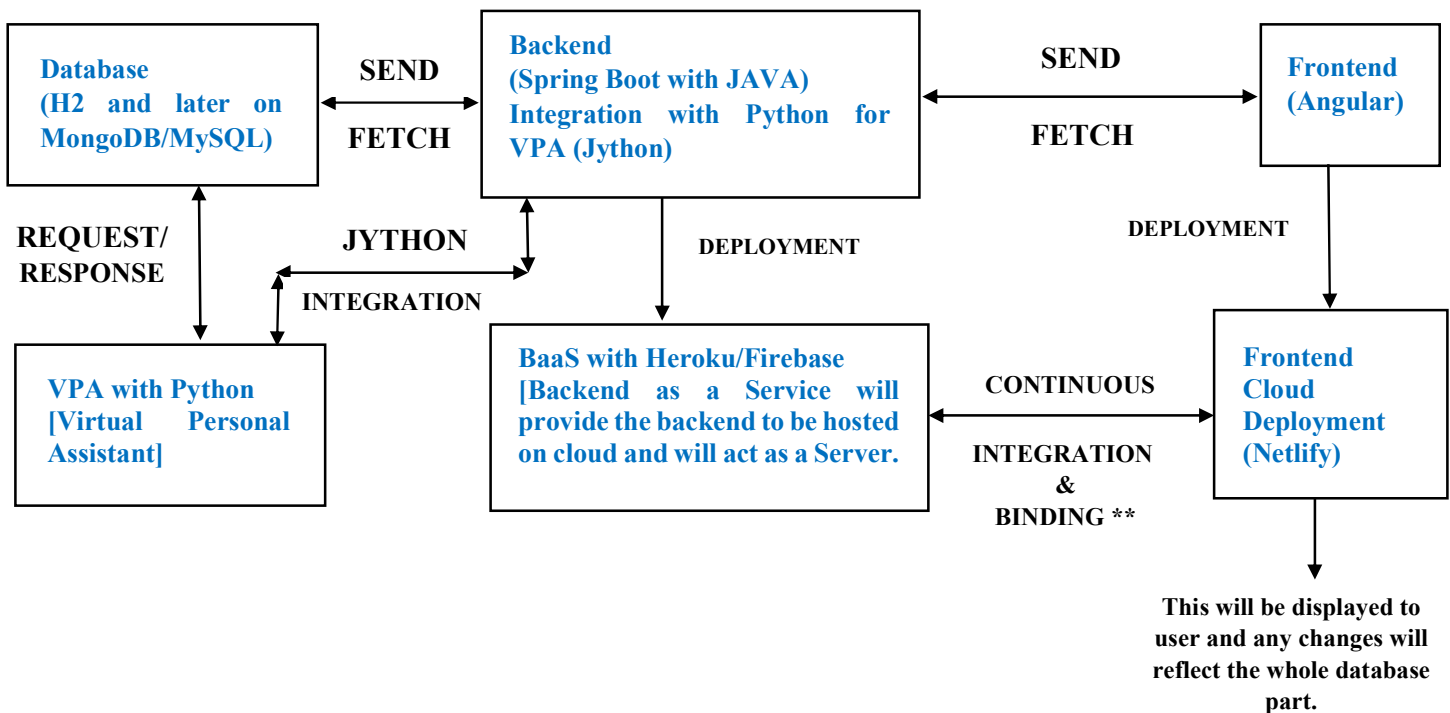 Database
(H2 and later on
MongoDB/MySQL)
SEND
FETCH
Backend
(Spring Boot with JAVA)
Integration with Python for
VPA (Jython)
SEND
FETCH
Frontend
(Angular)
REQUEST/
RESPONSE
JYTHON
INTEGRATION
DEPLOYMENT
DEPLOYMENT
VPA with Python
[Virtual Personal
Assistant]
BaaS with Heroku/Firebase
[Backend as a Service will
provide the backend to be hosted
on cloud and will act as a Server.
CONTINUOUS
INTEGRATION
&
BINDING **
Frontend
Cloud
Deployment
(Netlify)
This will be displayed to
user and any changes will
reflect the whole database
part.